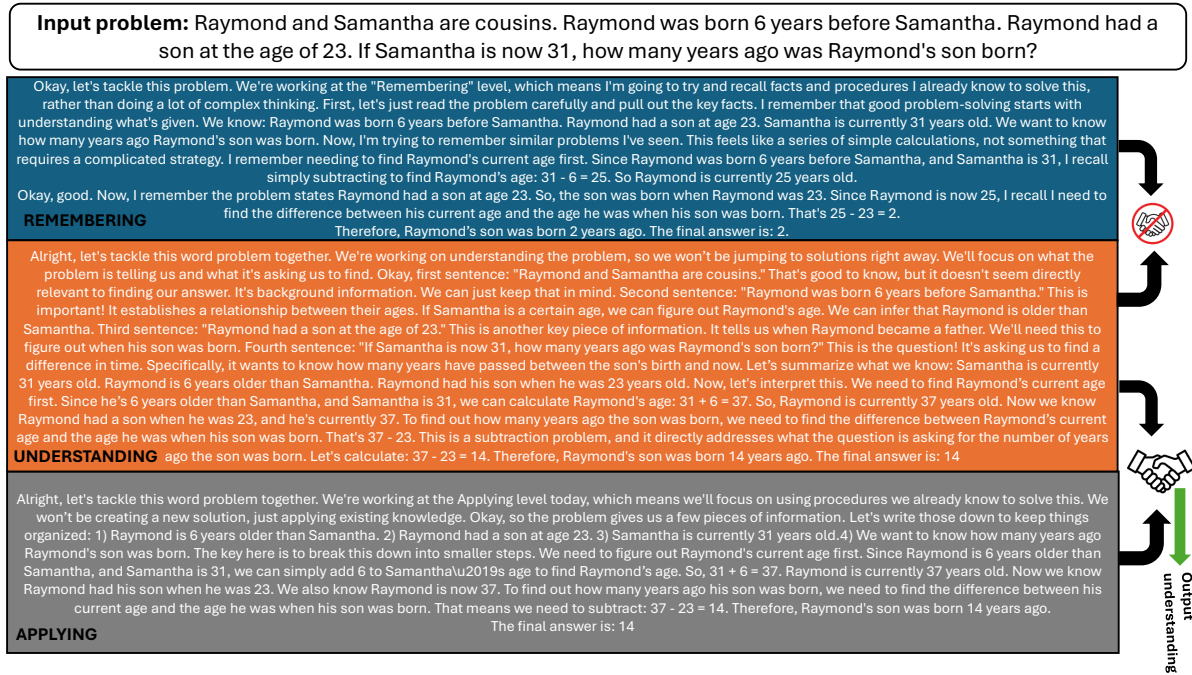 Input problem: Raymond and Samantha are cousins. Raymond was born 6 years before Samantha. Raymond had a
son at the age of 23. If Samantha is now 31, how many years ago was Raymond's son born?
Okay, let's tackle this problem. We're working at the "Remembering" level, which means I'm going to try and recall facts and procedures I already know to solve this,
rather than doing a lot of complex thinking. First, let's just read the problem carefully and pull out the key facts. I remember that good problem-solving starts with
understanding what's given. We know: Raymond was born 6 years before Samantha. Raymond had a son at age 23. Samantha is currently 31 years old. We want to know
how many years ago Raymond's son was born. Now, I'm trying to remember similar problems I've seen. This feels like a series of simple calculations, not something that
requires a complicated strategy. I remember needing to find Raymond's current age first. Since Raymond was born 6 years before Samantha, and Samantha is 31, I recall
simply subtracting to find Raymond’s age: 31 - 6 = 25. So Raymond is currently 25 years old.
Okay, good. Now, I remember the problem states Raymond had a son at age 23. So, the son was born when Raymond was 23. Since Raymond is now 25, I recall I need to
find the difference between his current age and the age he was when his son was born. That's 25 - 23 = 2.
REMEMBERING
Therefore, Raymond’s son was born 2 years ago. The final answer is: 2.
Alright, let's tackle this word problem together. We're working on understanding the problem, so we won’t be jumping to solutions right away. We'll focus on what the
problem is telling us and what it's asking us to find. Okay, first sentence: "Raymond and Samantha are cousins." That's good to know, but it doesn't seem directly
relevant to finding our answer. It's background information. We can just keep that in mind. Second sentence: "Raymond was born 6 years before Samantha." This is
important! It establishes a relationship between their ages. If Samantha is a certain age, we can figure out Raymond's age. We can infer that Raymond is older than
Samantha. Third sentence: "Raymond had a son at the age of 23." This is another key piece of information. It tells us when Raymond became a father. We'll need this to
figure out when his son was born. Fourth sentence: "If Samantha is now 31, how many years ago was Raymond's son born?" This is the question! It's asking us to find a
difference in time. Specifically, it wants to know how many years have passed between the son's birth and now. Let’s summarize what we know: Samantha is currently
31 years old. Raymond is 6 years older than Samantha. Raymond had his son when he was 23 years old. Now, let's interpret this. We need to find Raymond’s current age
first. Since he’s 6 years older than Samantha, and Samantha is 31, we can calculate Raymond's age: 31 + 6 = 37. So, Raymond is currently 37 years old. Now we know
Raymond had a son when he was 23, and he's currently 37. To find out how many years ago the son was born, we need to find the difference between Raymond’s current
age and the age he was when his son was born. That's 37 - 23. This is a subtraction problem, and it directly addresses what the question is asking for the number of years
UNDERSTANDING ago the son was born. Let's calculate: 37 - 23 = 14. Therefore, Raymond's son was born 14 years ago. The final answer is: 14
Alright, let's tackle this word problem together. We're working at the Applying level today, which means we'll focus on using procedures we already know to solve this. We
won’t be creating a new solution, just applying existing knowledge. Okay, so the problem gives us a few pieces of information. Let's write those down to keep things
organized: 1) Raymond is 6 years older than Samantha. 2) Raymond had a son at age 23. 3) Samantha is currently 31 years old.4) We want to know how many years ago
Raymond's son was born. The key here is to break this down into smaller steps. We need to figure out Raymond's current age first. Since Raymond is 6 years older than
Samantha, and Samantha is 31, we can simply add 6 to Samantha\u2019s age to find Raymond’s age. So, 31 + 6 = 37. Raymond is currently 37 years old. Now we know
Raymond had his son when he was 23. We also know Raymond is now 37. To find out how many years ago his son was born, we need to find the difference between his
current age and the age he was when his son was born. That means we need to subtract: 37 - 23 = 14. Therefore, Raymond's son was born 14 years ago.
The final answer is: 14
APPLYING
Output
understanding